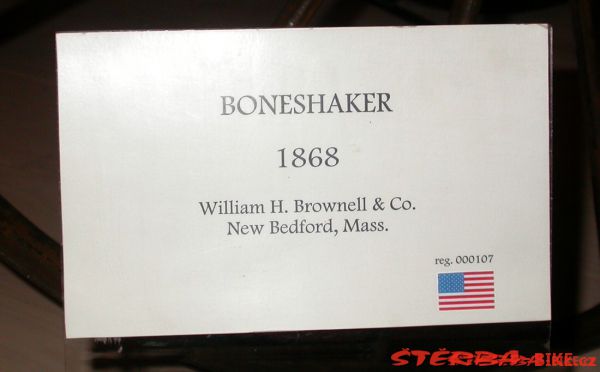 BONESHAKER
1868
William H. Brownell & Co.
New Bedford, Mass.
reg. 000107
ŠTĚRBA BIKE.cz